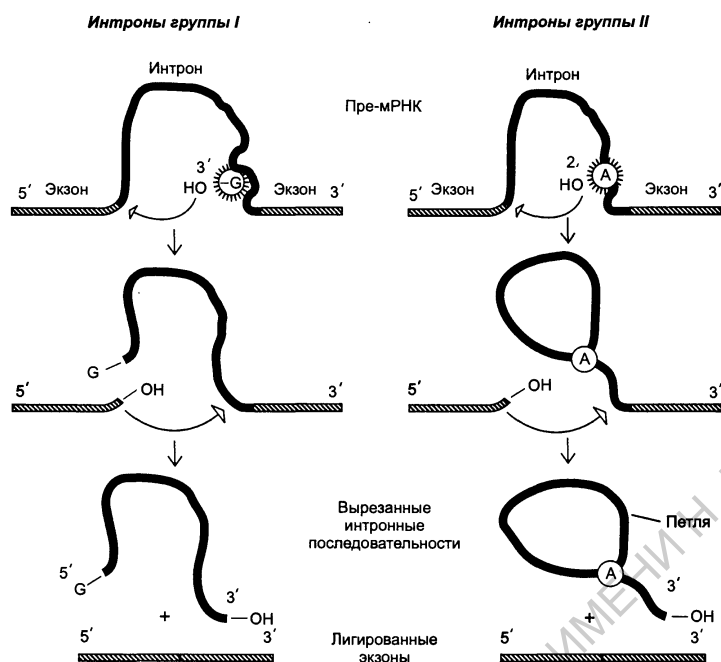 Интроны группы I
Интроны группы II
Интрон
Интрон
Пре-мРНК
5′ Экзон
3′
HO
–G
Экзон 3′
5′ Экзон
2′
HO
A
Экзон 3′
G
5′
–OH
3′
A
5′
OH
3′
Вырезанные
интронные
последовательности
Петля
5′
G
3′
–OH
+
5′ 3′
A
3′
–OH
+
5′ 3′
Лигированные
экзоны
ИМЕНИ Н